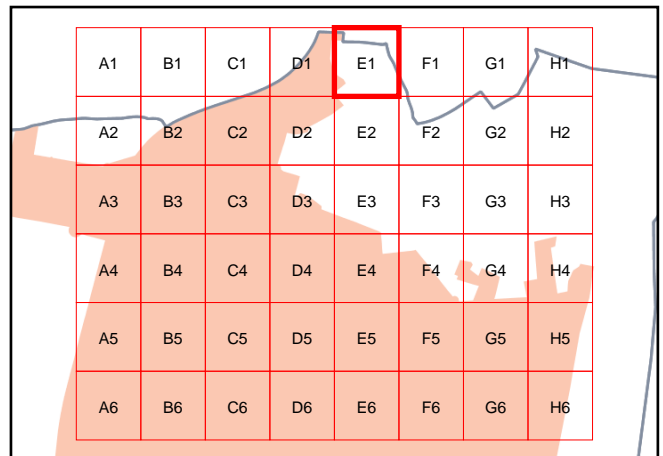 A1 B1 C1 D1 E1 F1 G1 H1
A2 B2 C2 D2 E2 F2 G2 H2
A3 B3 C3 D3 E3 F3 G3 H3
A4 B4 C4 D4 E4 F4 G4 H4
A5 B5 C5 D5 E5 F5 G5 H5
A6 B6 C6 D6 E6 F6 G6 H6